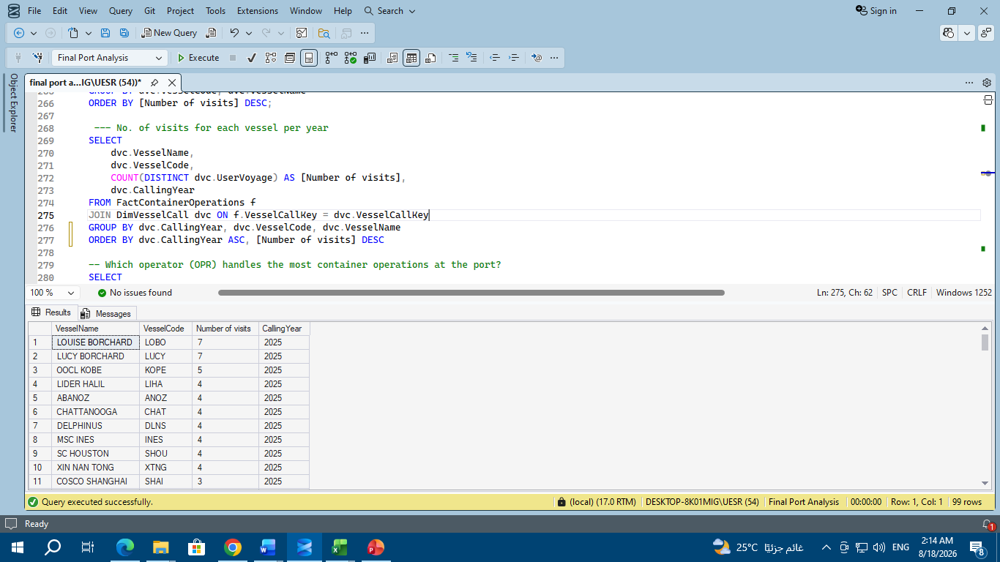 File Edit View Query Git Project Tools Extensions Window Help Search Sign in
New Query
Final Port Analysis Execute
Object Explorer
final port a...IG\UESR (54))*
GROUP BY dvc.VesselCode, dvc.VesselName
266 ORDER BY [Number of visits] DESC;
267
268 --- No. of visits for each vessel per year
269 SELECT
270 dvc.VesselName,
271 dvc.VesselCode,
272 COUNT(DISTINCT dvc.UserVoyage) AS [Number of visits],
273 dvc.CallingYear
274 FROM FactContainerOperations f
275 JOIN DimVesselCall dvc ON f.VesselCallKey = dvc.VesselCallKey
276 GROUP BY dvc.CallingYear, dvc.VesselCode, dvc.VesselName
277 ORDER BY dvc.CallingYear ASC, [Number of visits] DESC
278
279 -- Which operator (OPR) handles the most container operations at the port?
280 SELECT
100 % No issues found Ln: 275, Ch: 62 SPC CRLF Windows 1252
Results Messages
VesselName VesselCode Number of visits CallingYear
1 LOUISE BORCHARD LOBO 7 2025
2 LUCY BORCHARD LUCY 7 2025
3 OOCL KOBE KOPE 5 2025
4 LIDER HALIL LIHA 4 2025
5 ABANOZ ANOZ 4 2025
6 CHATTANOOGA CHAT 4 2025
7 DELPHINUS DLNS 4 2025
8 MSC INES INES 4 2025
9 SC HOUSTON SHOU 4 2025
10 XIN NAN TONG XTNG 4 2025
11 COSCO SHANGHAI SHAI 3 2025
Query executed successfully. (local) (17.0 RTM) DESKTOP-8K01MIG\UESR (54) Final Port Analysis 00:00:00 Row: 1, Col: 1 99 rows
Ready 1
25°C غائم جزئيًا ENG 2:14 AM
8/18/2026 8